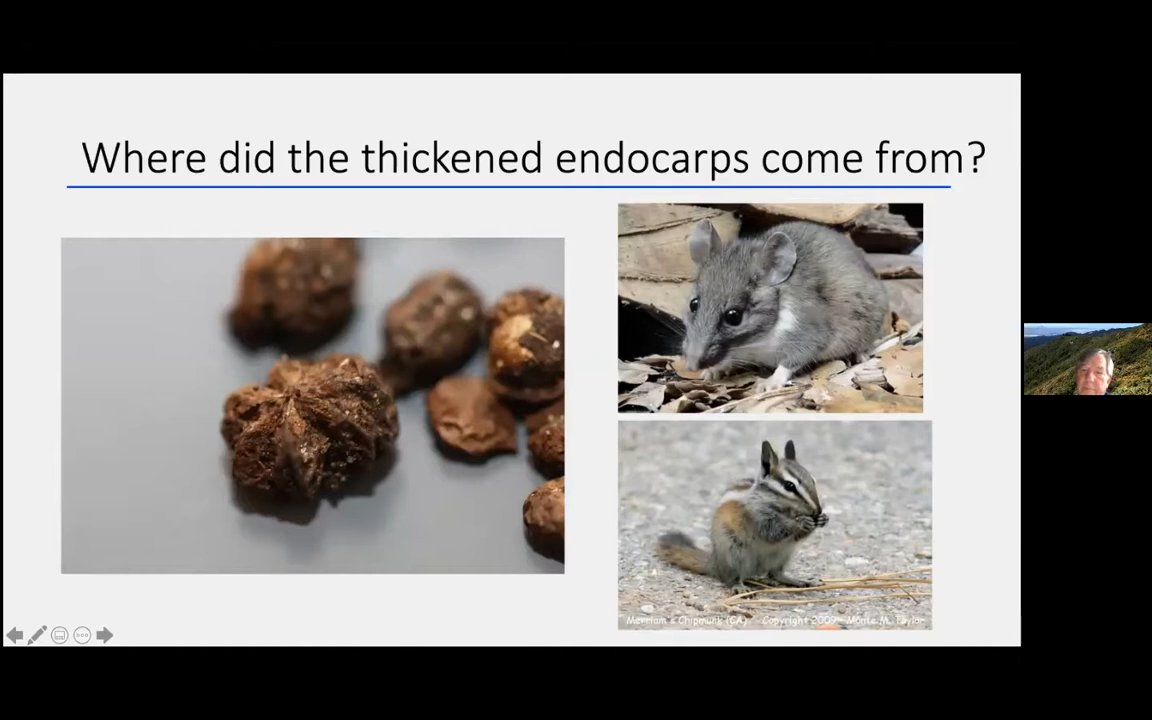 Where did the thickened endocarps come from?
Merriam's Chipmunk (CA) - Copyright 2009 - Monte M. Taylor